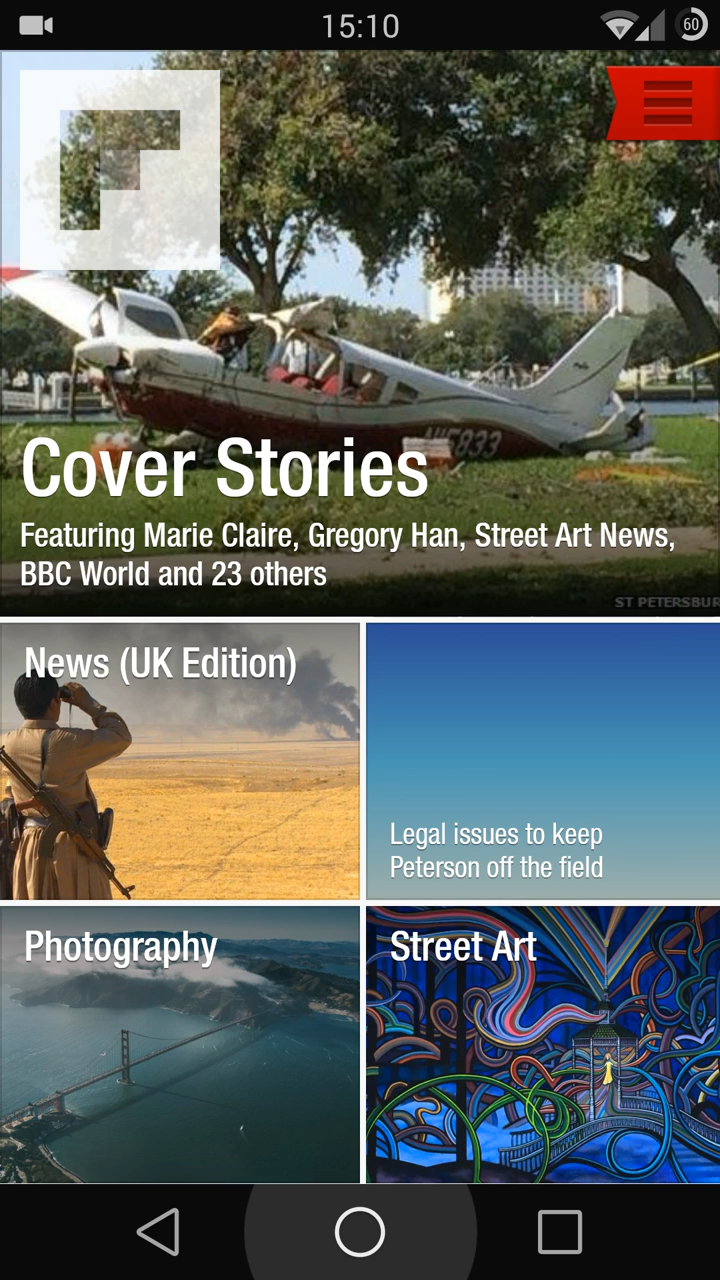 15:10
60
Cover Stories
Featuring Marie Claire, Gregory Han, Street Art News,
BBC World and 23 others
ST PETERSBUR
News (UK Edition)
Legal issues to keep
Peterson off the field
Photography
Street Art